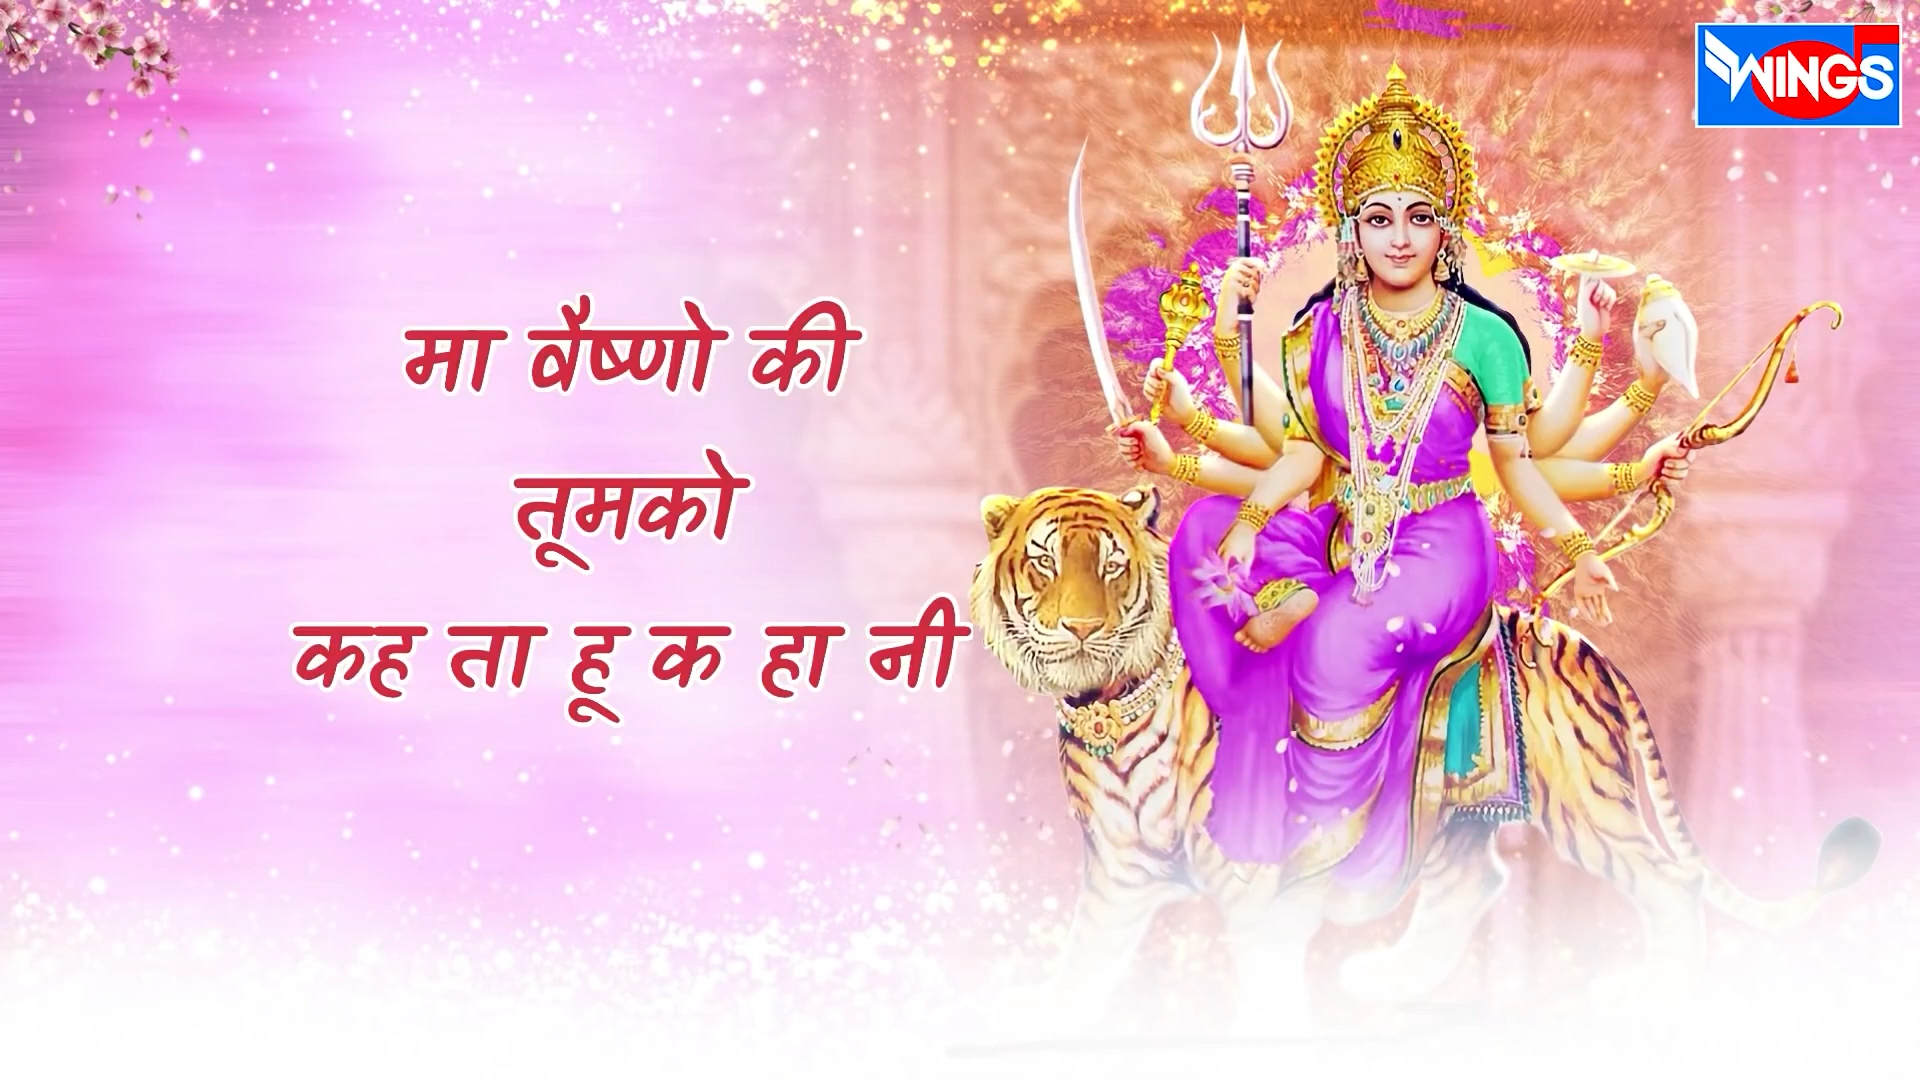 WINGS
मा वैष्णो की
तूमको
कह ता हू क हा नी